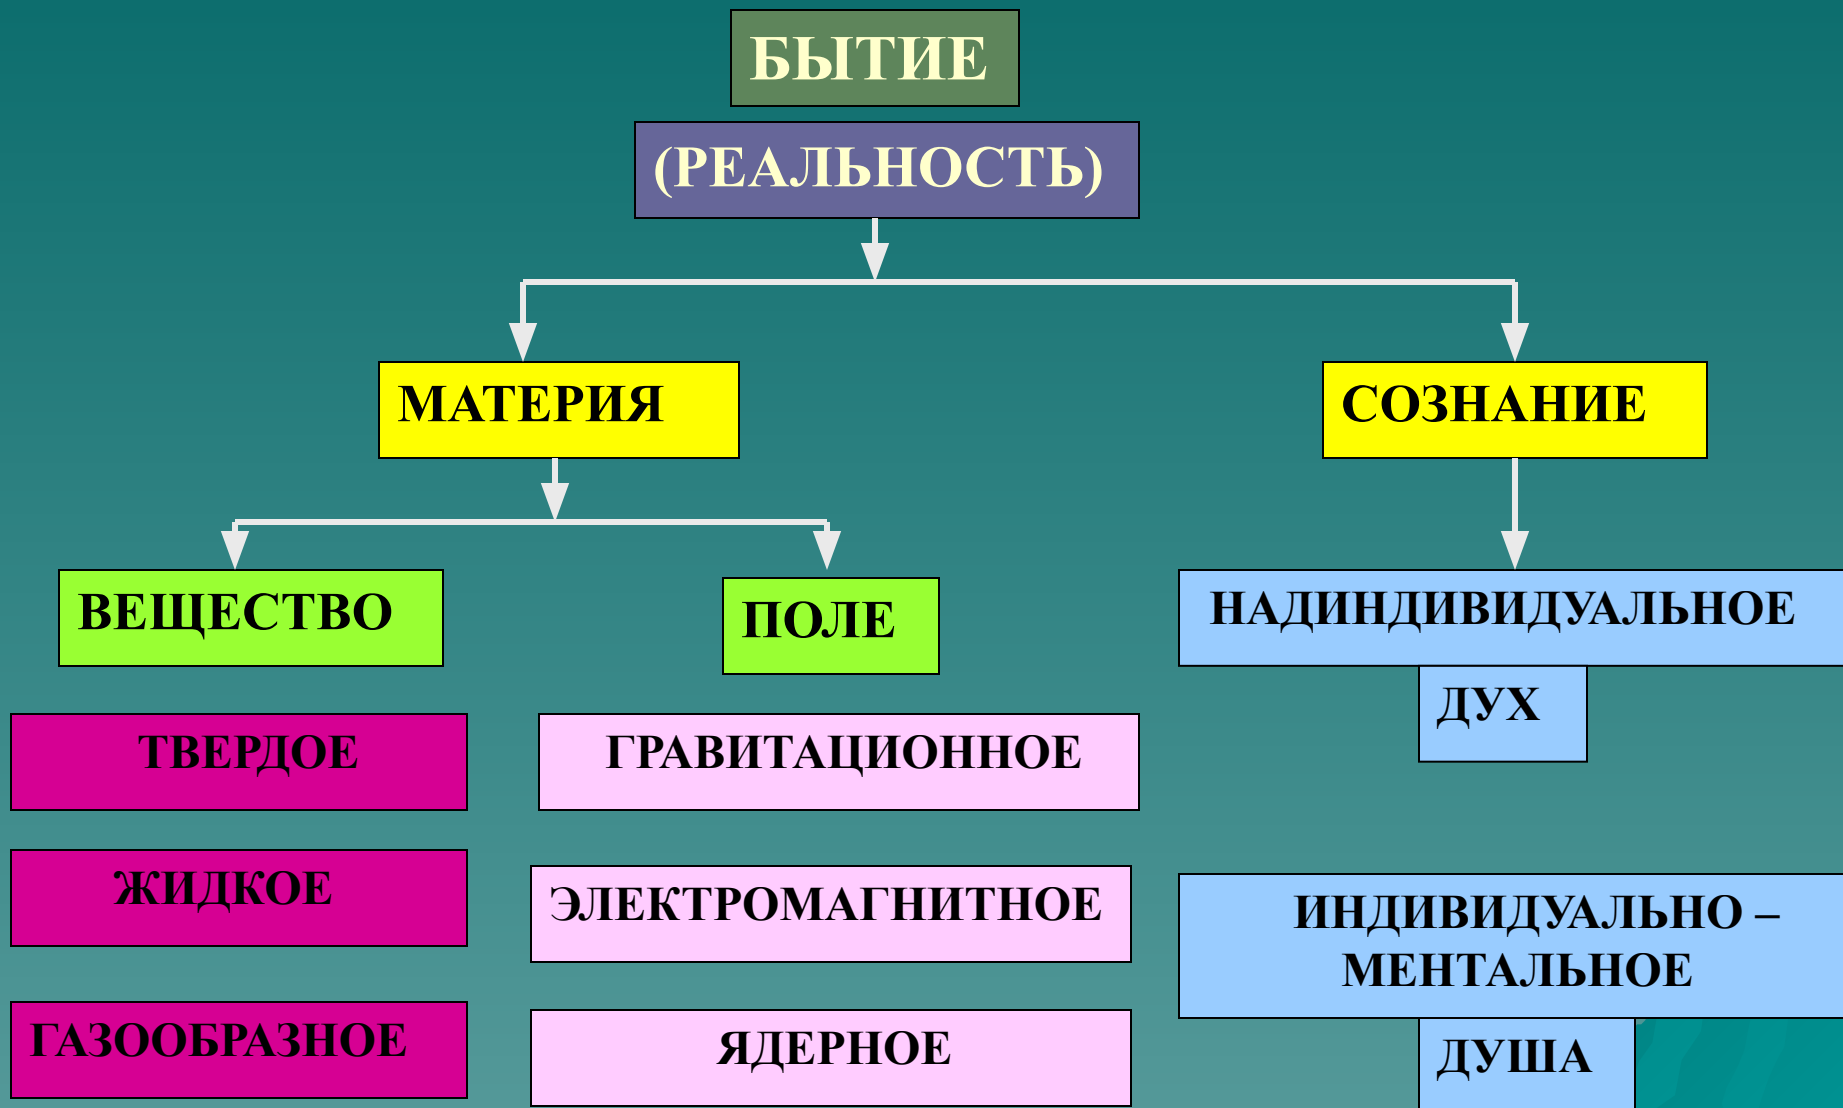 БЫТИЕ
(РЕАЛЬНОСТЬ)
МАТЕРИЯ
СОЗНАНИЕ
ВЕЩЕСТВО
ПОЛЕ
НАДИНДИВИДУАЛЬНОЕ
ДУХ
ТВЕРДОЕ
ГРАВИТАЦИОННОЕ
ЖИДКОЕ
ЭЛЕКТРОМАГНИТНОЕ
ИНДИВИДУАЛЬНО –
МЕНТАЛЬНОЕ
ГАЗООБРАЗНОЕ
ЯДЕРНОЕ
ДУША